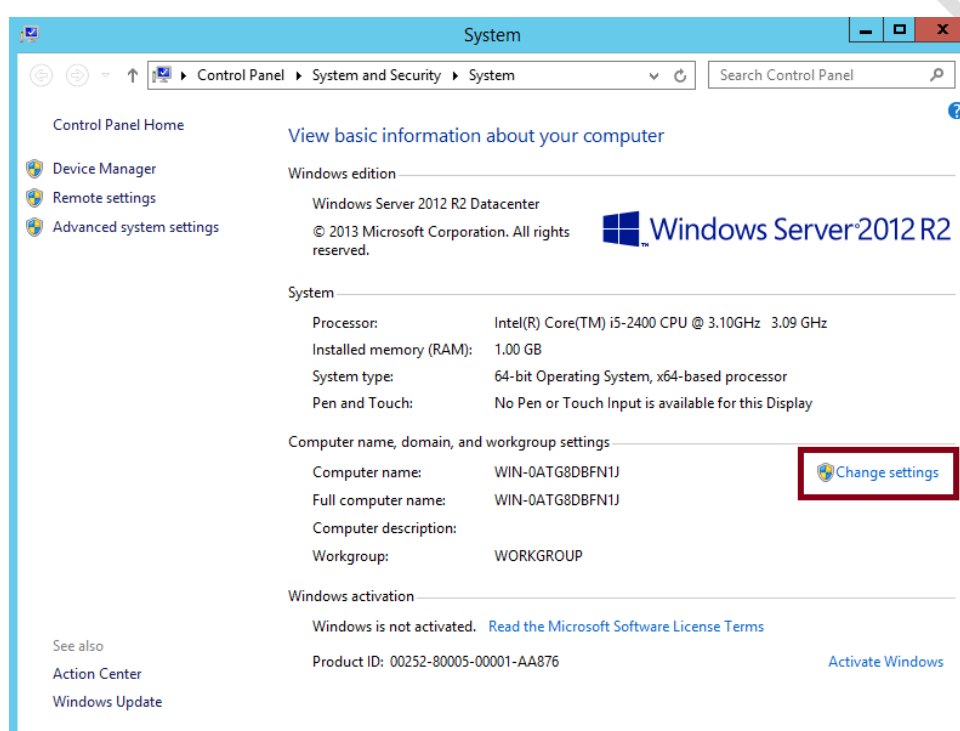 System
Control Panel System and Security System
Search Control Panel
Control Panel Home
Device Manager
Remote settings
Advanced system settings
View basic information about your computer
Windows edition
Windows Server 2012 R2 Datacenter
© 2013 Microsoft Corporation. All rights
reserved.
Windows Server 2012 R2
System
Processor: Intel(R) Core(TM) i5-2400 CPU @ 3.10GHz 3.09 GHz
Installed memory (RAM): 1.00 GB
System type: 64-bit Operating System, x64-based processor
Pen and Touch: No Pen or Touch Input is available for this Display
Computer name, domain, and workgroup settings
Computer name: WIN-0ATG8DBFN1J
Change settings
Full computer name: WIN-0ATG8DBFN1J
Computer description:
Workgroup: WORKGROUP
Windows activation
Windows is not activated. Read the Microsoft Software License Terms
Product ID: 00252-80005-00001-AA876
Activate Windows
See also
Action Center
Windows Update